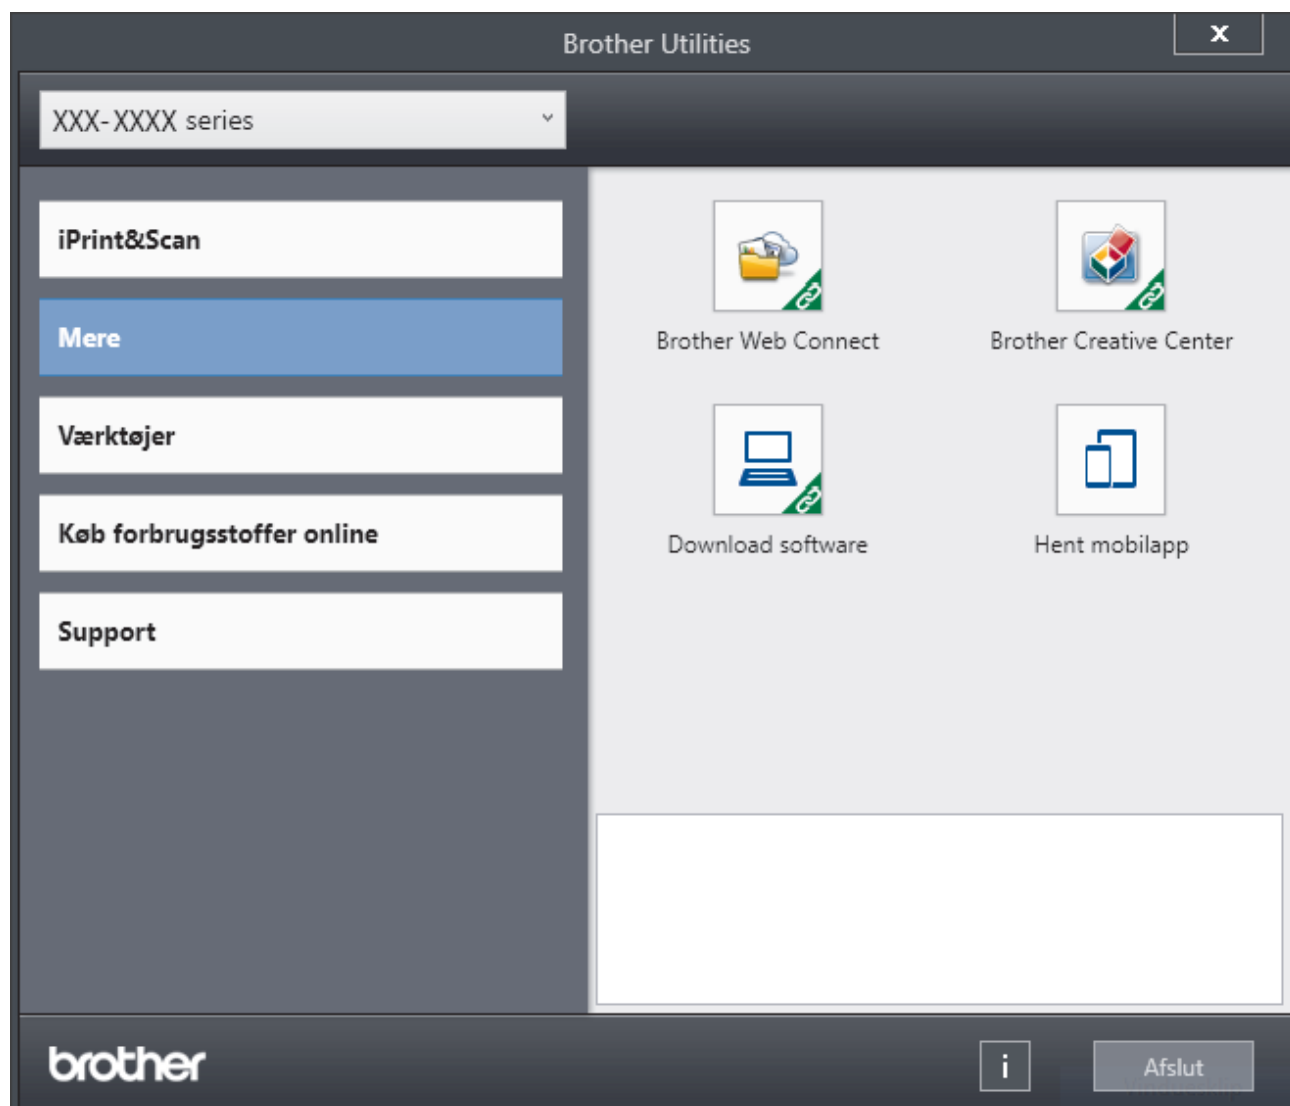 Brother Utilities
x
XXX-XXXX series
iPrint&Scan
Mere
Værktøjer
Køb forbrugsstoffer online
Support
Brother Web Connect
Brother Creative Center
Download software
Hent mobilapp
brother
i
Afslut